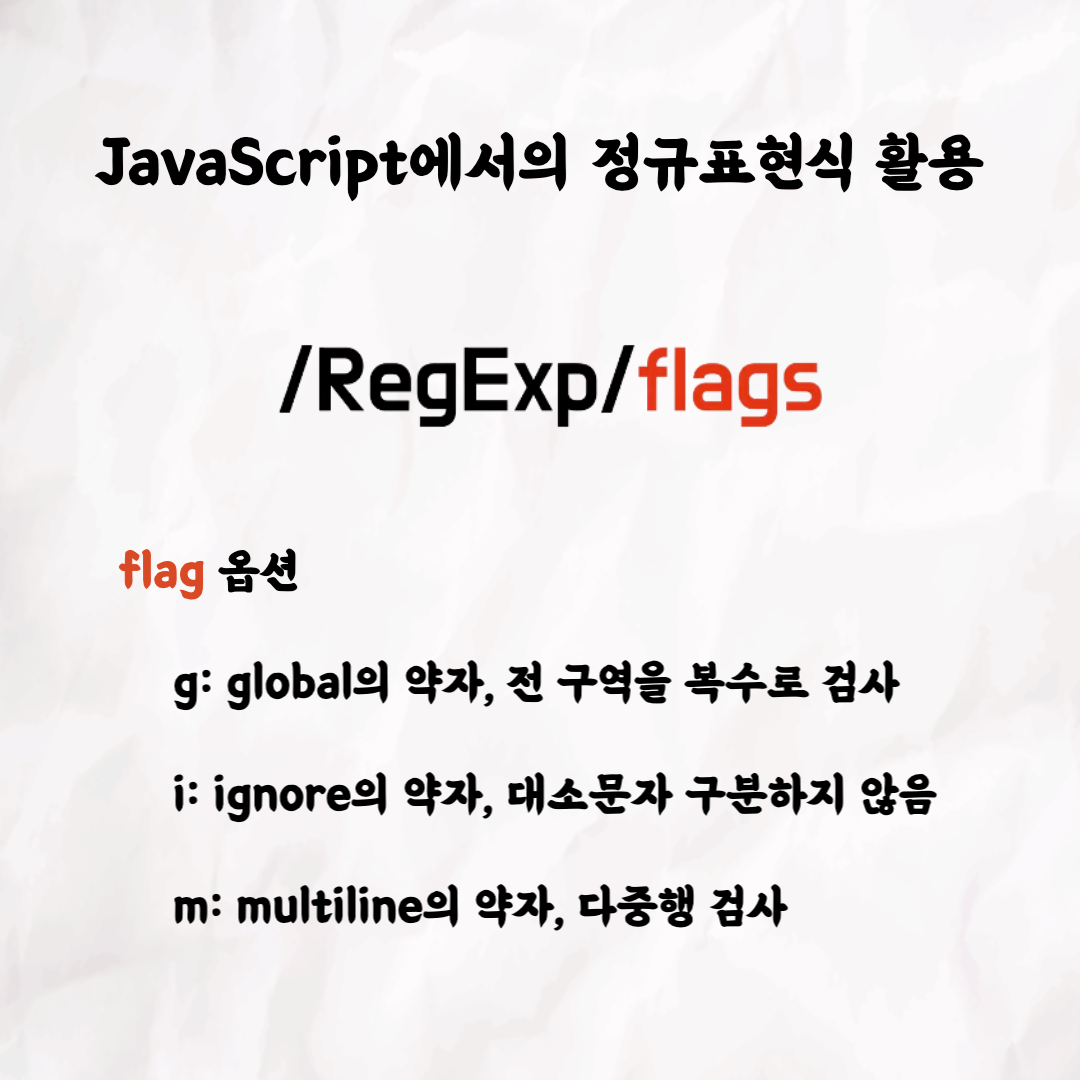 JavaScript에서의 정규표현식 활용
/RegExp/flags
flag 옵션
g: global의 약자, 전 구역을 복수로 검사
i: ignore의 약자, 대소문자 구분하지 않음
m: multiline의 약자, 다중행 검사